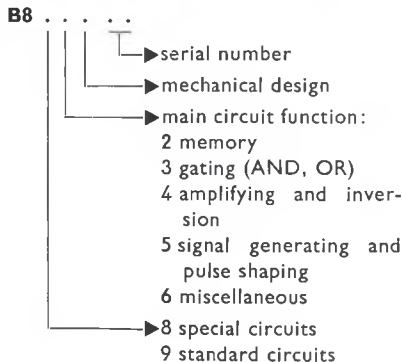 B8 . . . . .
serial number
mechanical design
main circuit function:
2 memory
3 gating (AND, OR)
4 amplifying and inver-
sion
5 signal generating and
pulse shaping
6 miscellaneous
8 special circuits
9 standard circuits